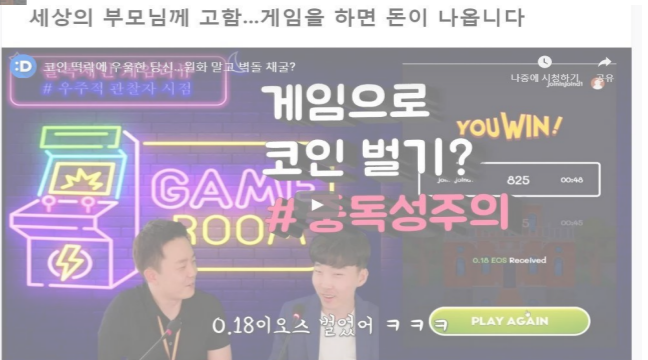 세상의 부모님께 고함...게임을 하면 돈이 나옵니다
:D 코인 떡락에 우울한 당신..원화 말고 벽돌 채굴?
나중에 시청하기 공유
# 우주적 관찰자 시점
게임으로
코인 벌기?
YOU WIN!
825 00:48
GAME
ROOM
중독성주의
0.18 EOS Received
0.18이요스 벌었어 ㅋ ㅋ ㅋ
PLAY AGAIN